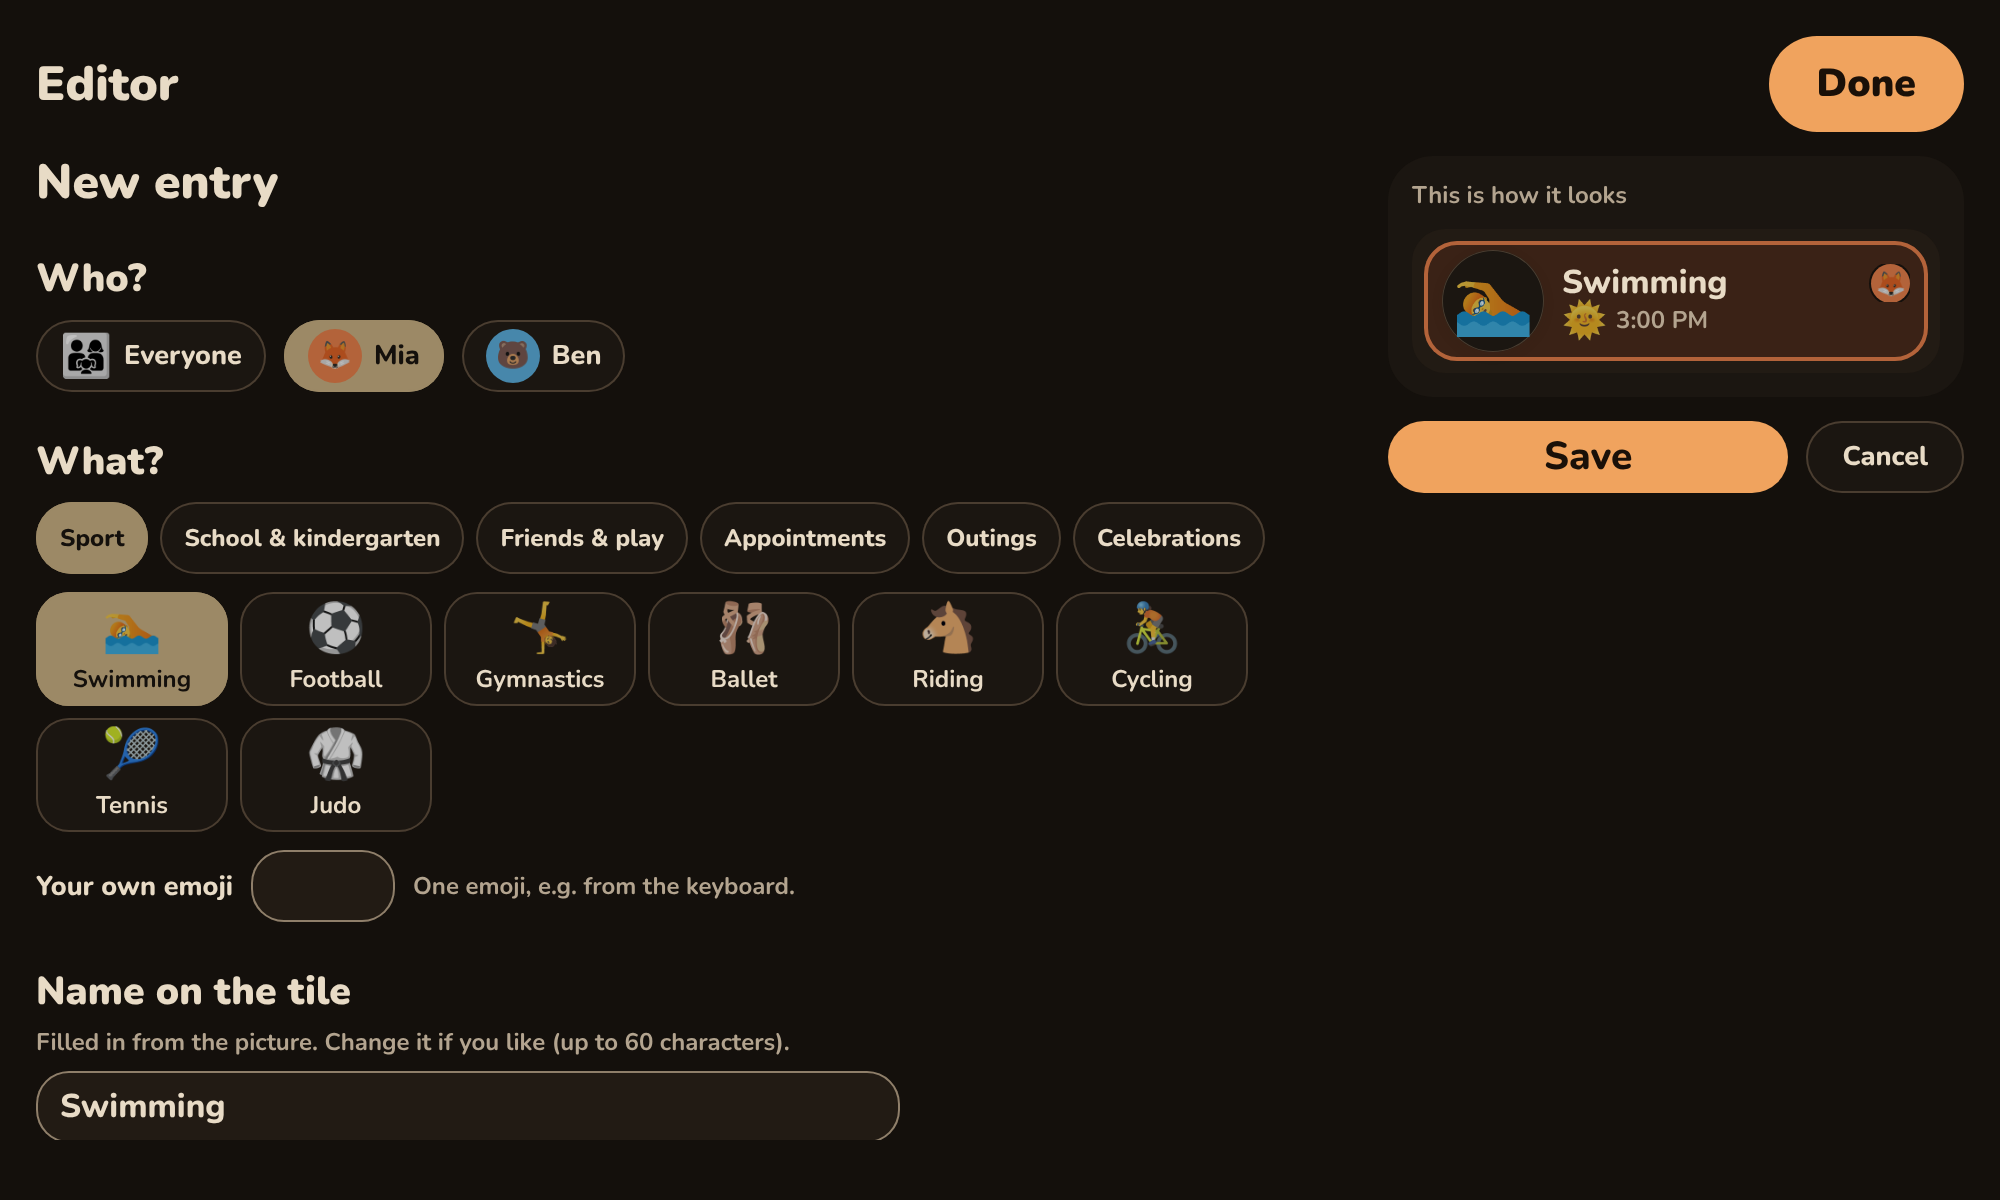 Editor
Done
New entry
This is how it looks
Swimming
3:00 PM
Save
Cancel
Who?
Everyone
Mia
Ben
What?
Sport
School & kindergarten
Friends & play
Appointments
Outings
Celebrations
Swimming
Football
Gymnastics
Ballet
Riding
Cycling
Tennis
Judo
Your own emoji
One emoji, e.g. from the keyboard.
Name on the tile
Filled in from the picture. Change it if you like (up to 60 characters).
Swimming